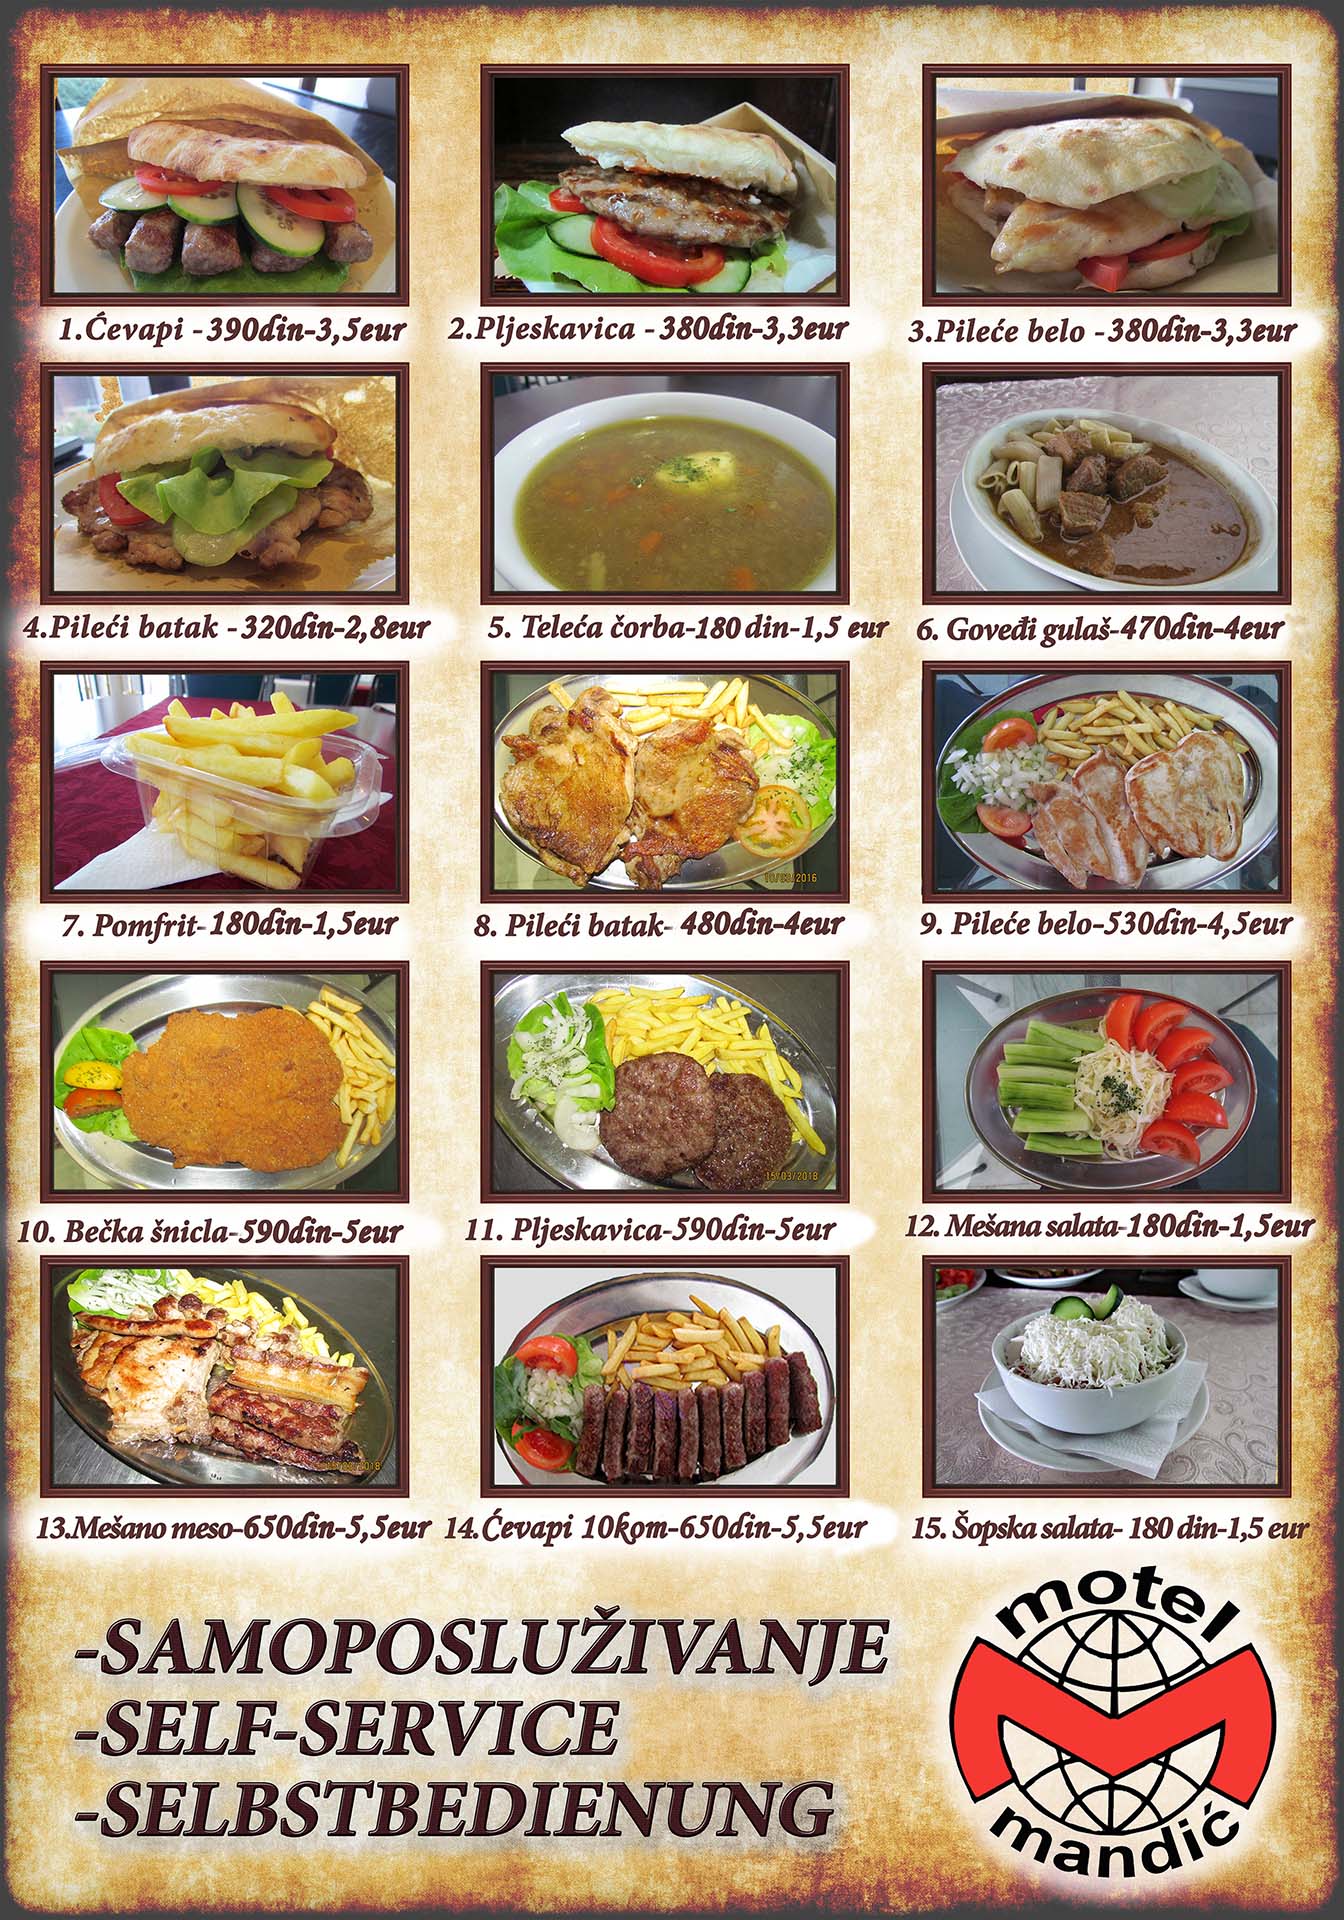 1.Ćevapi - 390din-3,5eur
2.Pljeskavica - 380din-3,3eur
3.Pileće belo - 380din-3,3eur
4.Pileći batak - 320din-2,8eur
5. Teleća čorba-180 din-1,5 eur
6. Goveđi gulaš-470din-4eur
10/03/2016
7. Pomfrit- 180din-1,5eur
8. Pileći batak- 480din-4eur
9. Pileće belo-530din-4,5eur
15/03/2018
10. Bečka šnicla-590din-5eur
11. Pljeskavica-590din-5eur
12. Mešana salata-180din-1,5eur
13.Mešano meso-650din-5,5eur
14.Ćevapi 10kom-650din-5,5eur
15. Šopska salata- 180 din-1,5 eur
-SAMOPOSLUŽIVANJE
-SELF-SERVICE
-SELBSTBEDIENUNG
motel
M
mandić